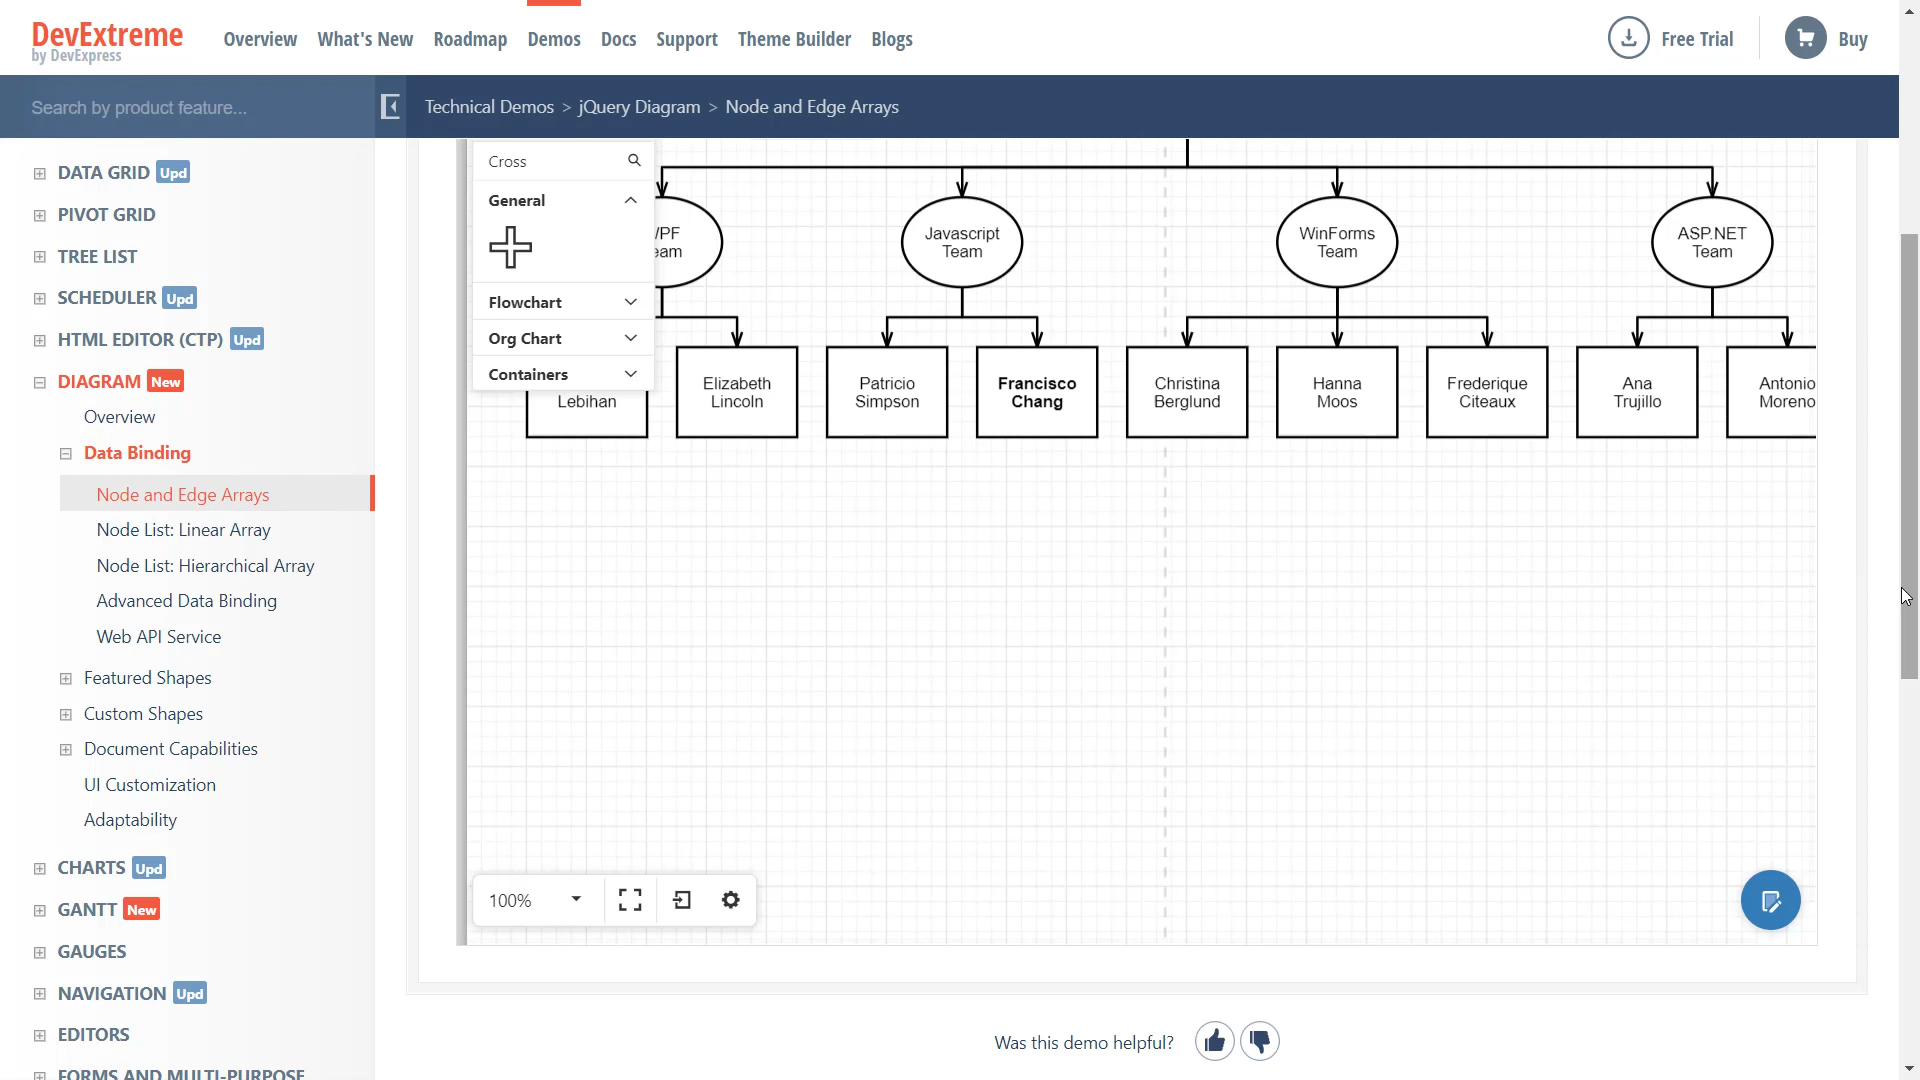 DevExtreme
by DevExpress
Overview What's New Roadmap Demos Docs Support Theme Builder Blogs
Free Trial
Buy
Search by product feature...
Technical Demos > jQuery Diagram > Node and Edge Arrays
DATA GRID Upd
PIVOT GRID
TREE LIST
SCHEDULER Upd
HTML EDITOR (CTP) Upd
DIAGRAM New
Overview
Data Binding
Node and Edge Arrays
Node List: Linear Array
Node List: Hierarchical Array
Advanced Data Binding
Web API Service
Featured Shapes
Custom Shapes
Document Capabilities
UI Customization
Adaptability
CHARTS Upd
GANTT New
GAUGES
NAVIGATION Upd
EDITORS
FORMS AND MULTI-PURPOSE
Cross
General
Flowchart
Org Chart
Containers
Javascript
Team
WinForms
Team
ASP.NET
Team
Lebihan
Elizabeth
Lincoln
Patricio
Simpson
Francisco
Chang
Christina
Berglund
Hanna
Moos
Frederique
Citeaux
Ana
Trujillo
Antonio
Moreno
100%
Was this demo helpful?